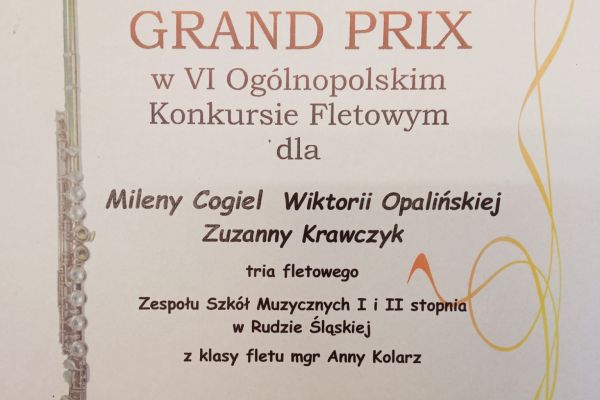 GRAND PRIX
w VI Ogólnopolskim
Konkursie Fletowym
dla
Mileny Cogiel Wiktorii Opalińskiej
Zuzanny Krawczyk
tria fletowego
Zespołu Szkół Muzycznych I i II stopnia
w Rudzie Śląskiej
z klasy fletu mgr Anny Kolarz